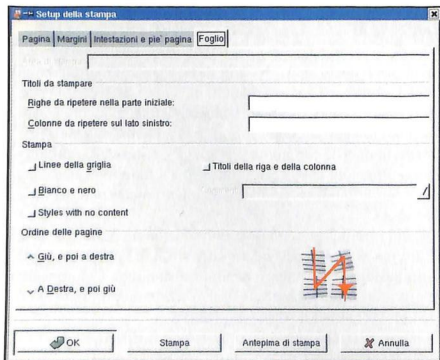 Setup della stampa
Pagina Margini Intestazioni e pie' pagina Foglio
Titoli da stampare
Righe da ripetere nella parte iniziale:
Colonne da ripetere sul lato sinistro:
Stampa
Linee della griglia Titoli della riga e della colonna
Bianco e nero
Styles with no content
Ordine delle pagine
Giù, e poi a destra
A Destra, e poi giù
OK Stampa Antepima di stampa Annulla